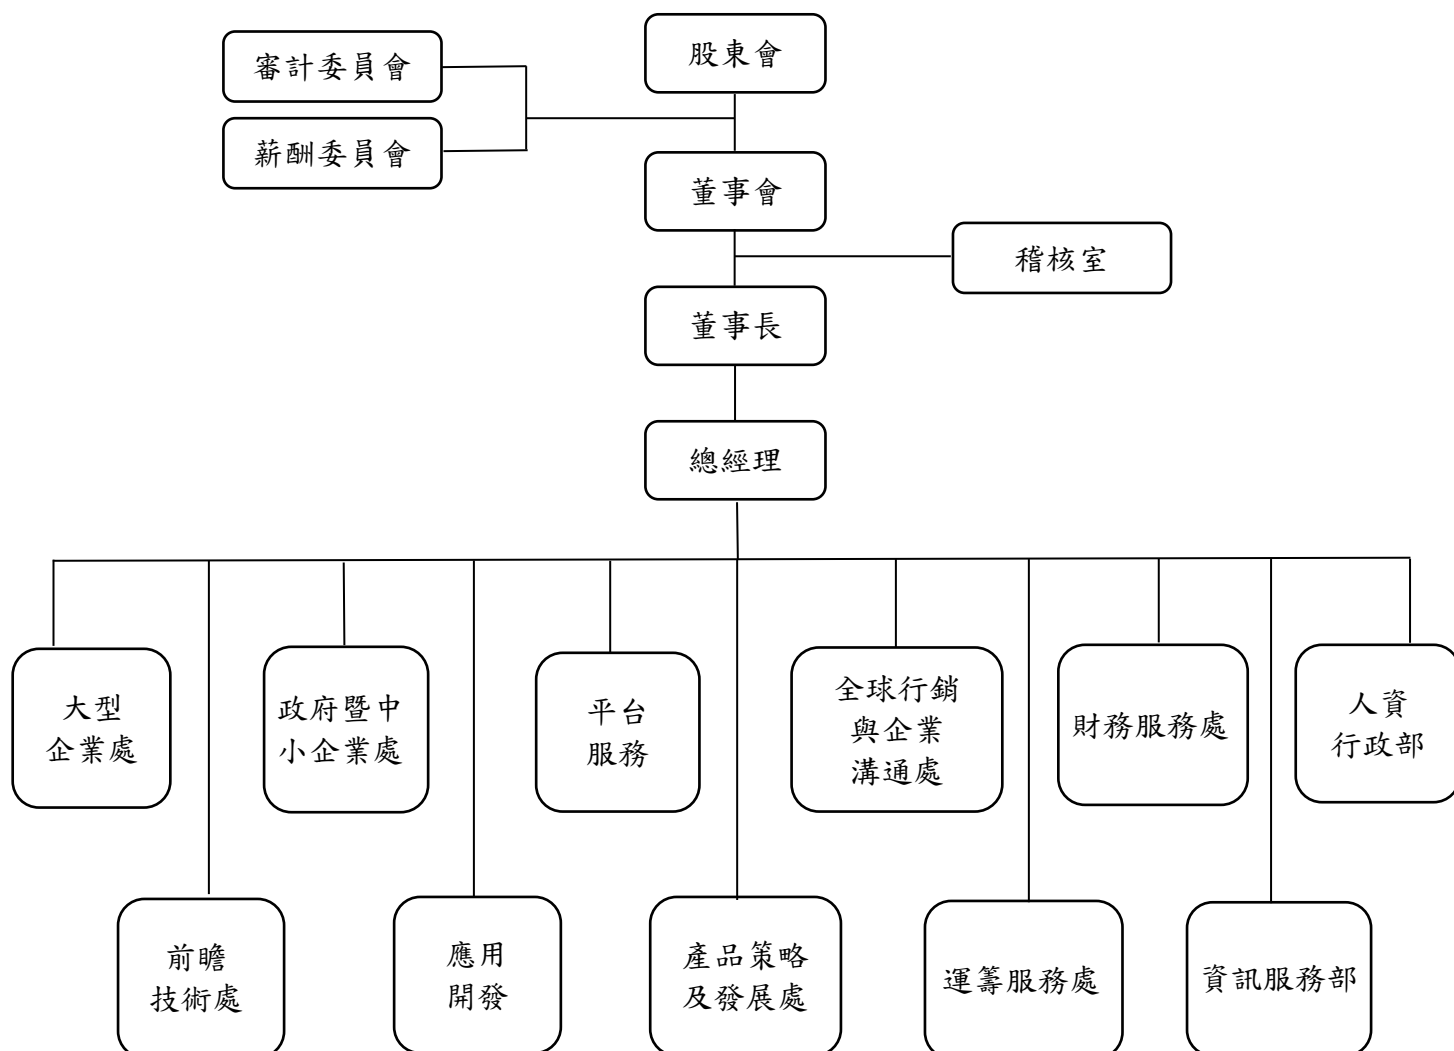 股東會
審計委員會
薪酬委員會
董事會
稽核室
董事長
總經理
大型
企業處
政府暨中
小企業處
平台
服務
全球行銷
與企業
溝通處
財務服務處
人資
行政部
前瞻
技術處
應用
開發
產品策略
及發展處
運籌服務處
資訊服務部